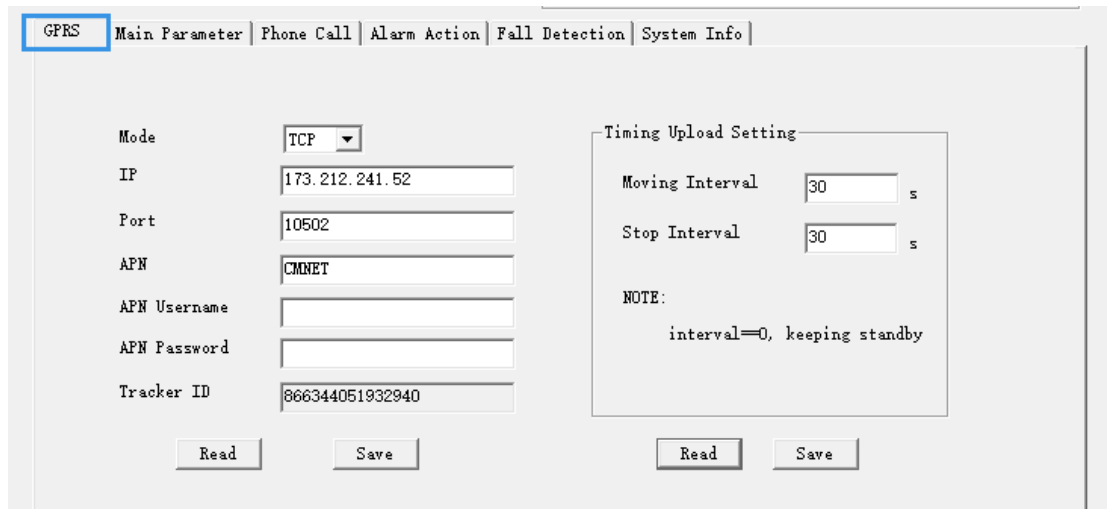 GPRS Main Parameter Phone Call Alarm Action Fall Detection System Info
Mode TCP
IP 173.212.241.52
Port 10502
APN CMNET
APN Username
APN Password
Tracker ID 866344051932940
Read Save
Timing Upload Setting
Moving Interval 30 s
Stop Interval 30 s
NOTE:
interval==0, keeping standby
Read Save